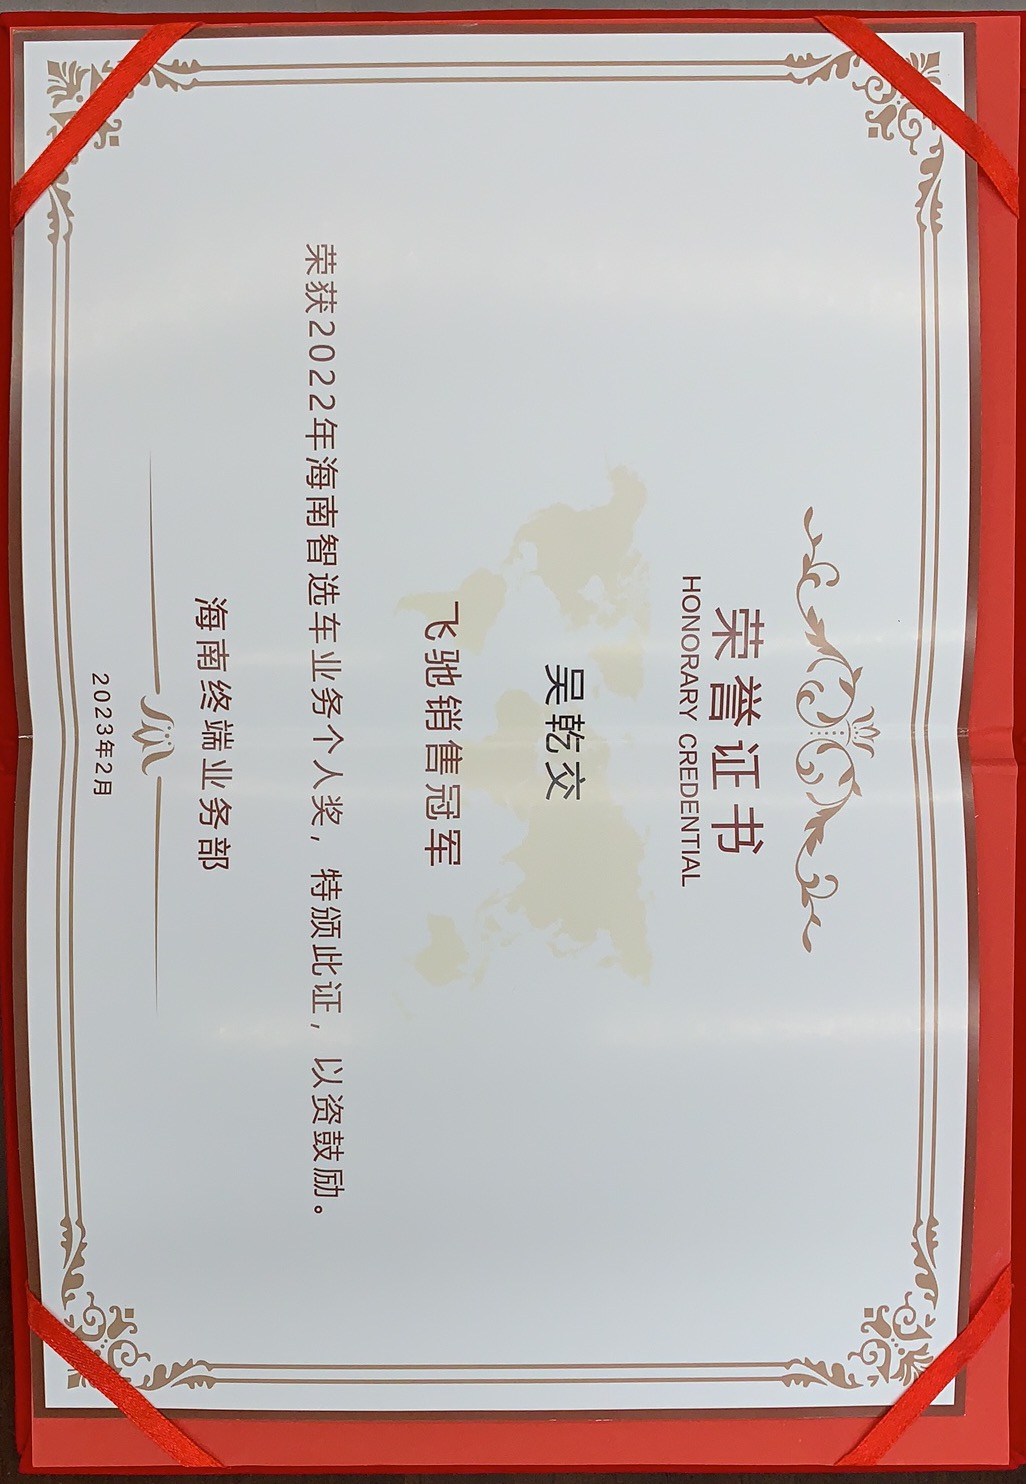 荣誉证书
HONORARY CREDENTIAL
吴乾交
飞驰销售冠军
荣获2022年海南智选车业务个人奖，特颁此证，以资鼓励。
海南终端业务部
2023年2月